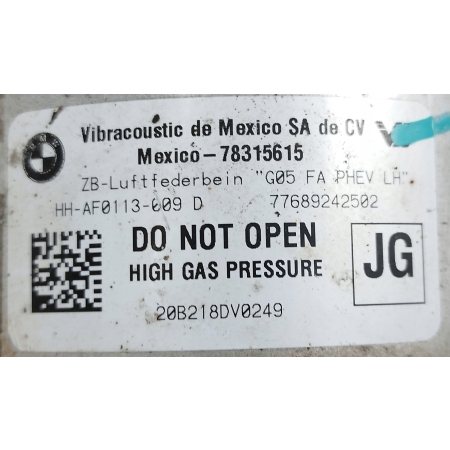 BMW
Vibracoustic de Mexico SA de CV
Mexico-78315615
ZB-Luftfederbein "G05 FA PHEV LH"
HH-AF0113-009 D 77689242502
DO NOT OPEN
HIGH GAS PRESSURE
JG
20B218DV0249